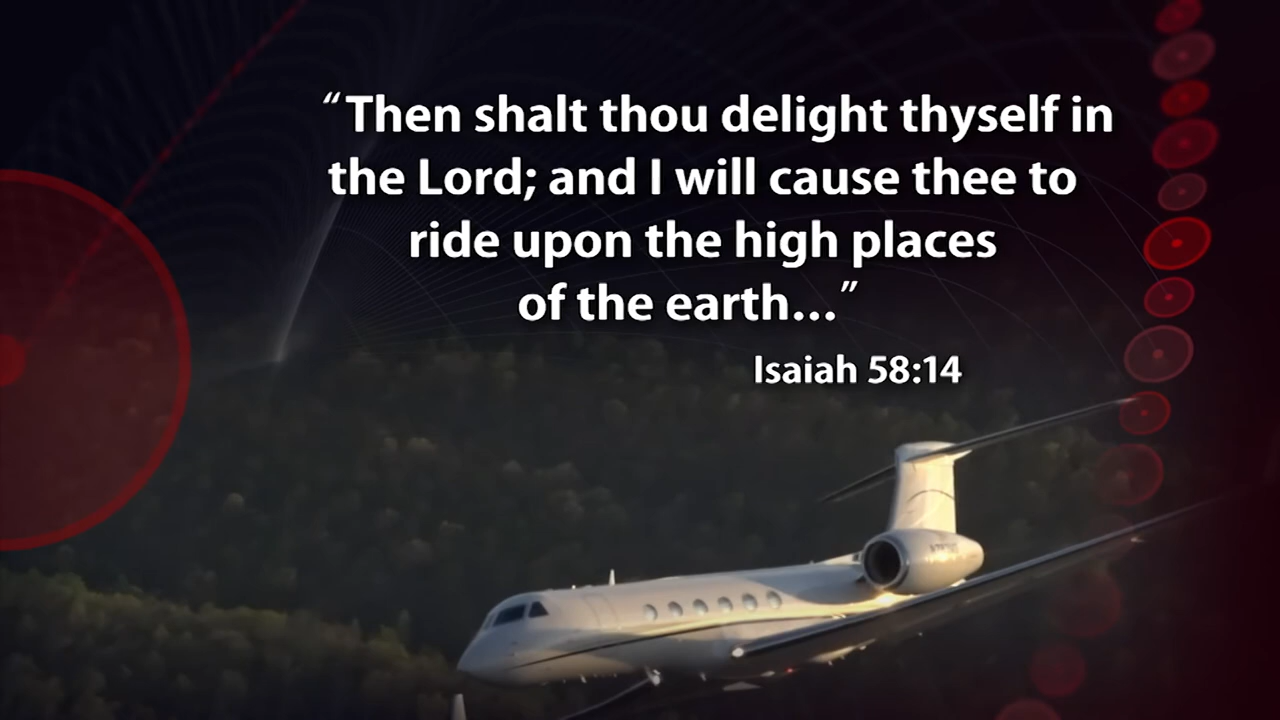 “Then shalt thou delight thyself in
the Lord; and I will cause thee to
ride upon the high places
of the earth...”
Isaiah 58:14